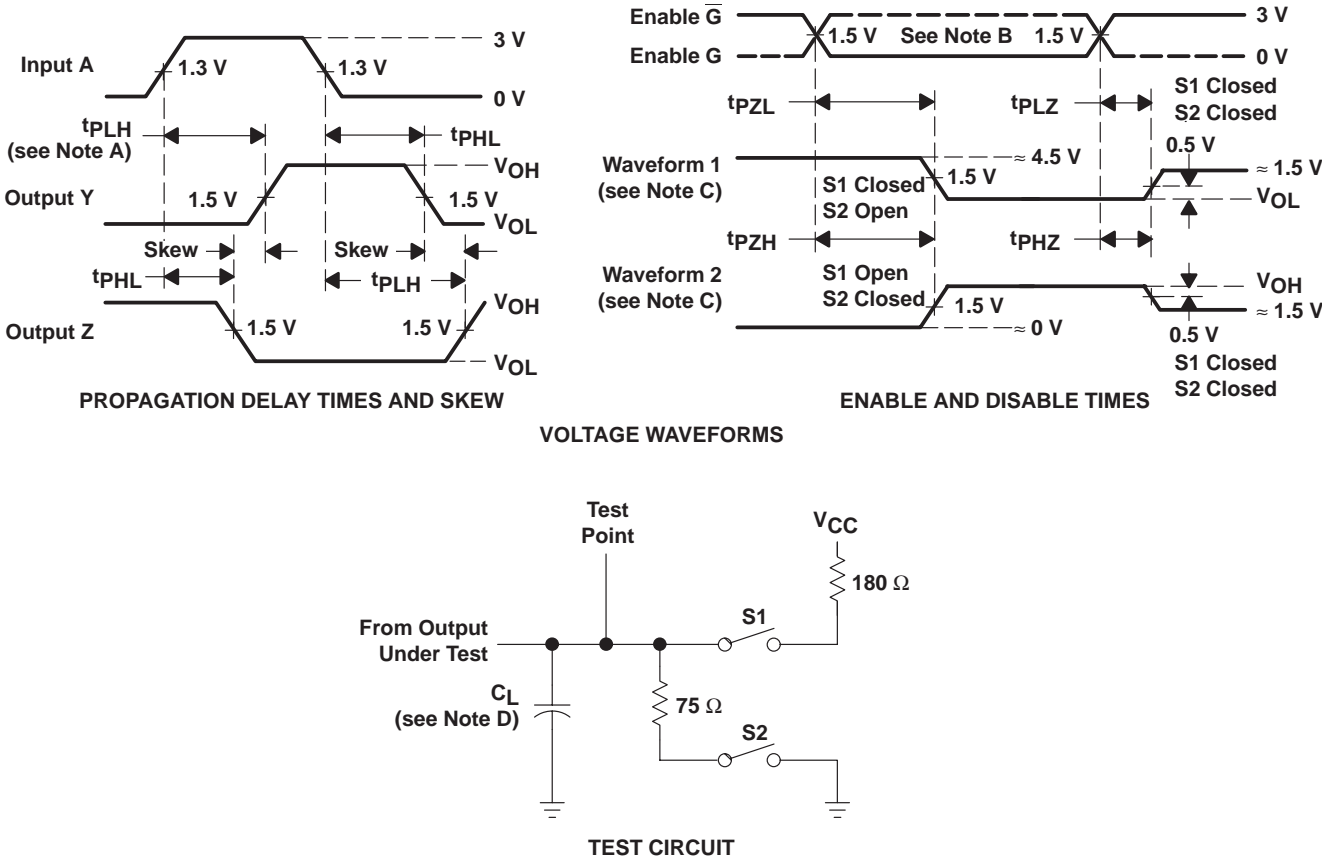 Input A
1.3 V
1.3 V
3 V
0 V
tPLH
(see Note A)
tPHL
Output Y
1.5 V
1.5 V
VOH
VOL
Skew
Skew
tPHL
tPLH
Output Z
1.5 V
1.5 V
VOH
VOL
PROPAGATION DELAY TIMES AND SKEW
Enable G̅
Enable G
1.5 V
See Note B
1.5 V
3 V
0 V
tPZL
tPLZ
S1 Closed
S2 Closed
0.5 V
Waveform 1
(see Note C)
S1 Closed
S2 Open
≈ 4.5 V
1.5 V
≈ 1.5 V
VOL
tPZH
tPHZ
Waveform 2
(see Note C)
S1 Open
S2 Closed
1.5 V
≈ 0 V
VOH
≈ 1.5 V
0.5 V
S1 Closed
S2 Closed
ENABLE AND DISABLE TIMES
VOLTAGE WAVEFORMS
Test
Point
VCC
180 Ω
S1
From Output
Under Test
CL
(see Note D)
75 Ω
S2
TEST CIRCUIT